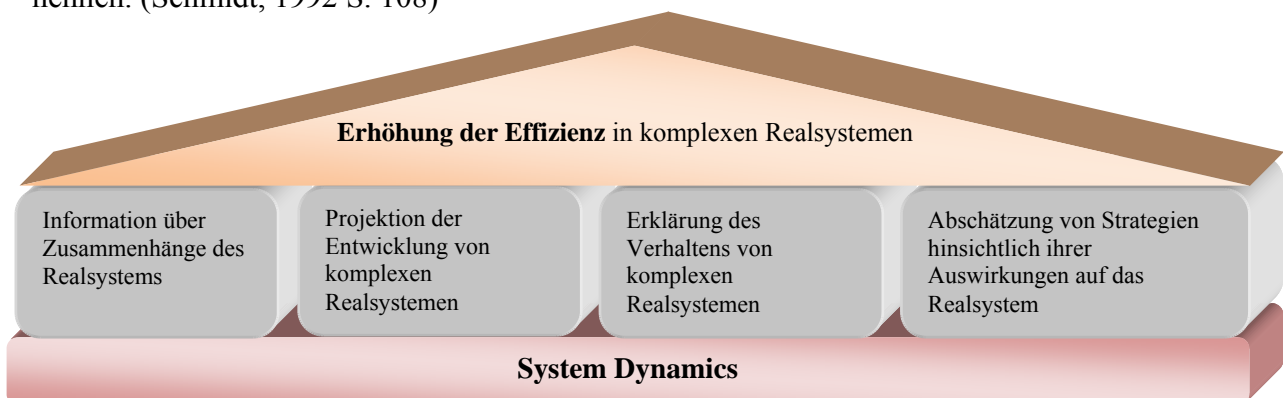 nennen. (Schmidt, 1992 S. 108)
Erhöhung der Effizienz in komplexen Realsystemen
Information über
Zusammenhänge des
Realsystems
Projektion der
Entwicklung von
komplexen
Realsystemen
Erklärung des
Verhaltens von
komplexen
Realsystemen
Abschätzung von Strategien
hinsichtlich ihrer
Auswirkungen auf das
Realsystem
System Dynamics